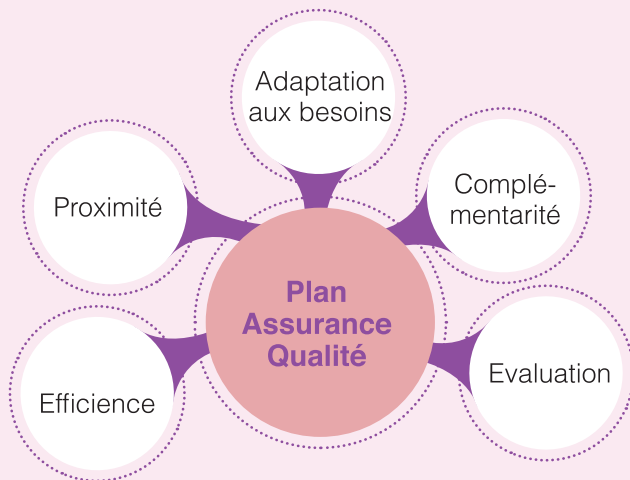 Adaptation
aux besoins
Proximité
Complé-
mentarité
Plan
Assurance
Qualité
Efficience
Evaluation